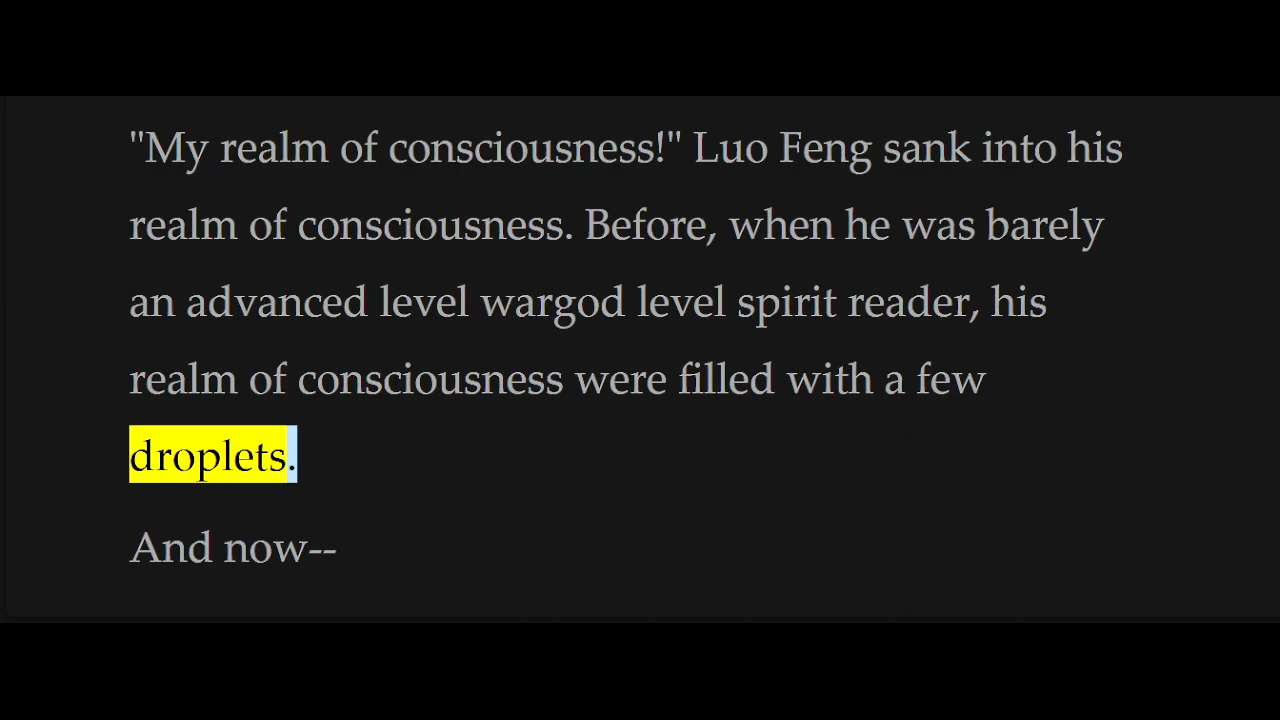 "My realm of consciousness!" Luo Feng sank into his
realm of consciousness. Before, when he was barely
an advanced level wargod level spirit reader, his
realm of consciousness were filled with a few
droplets.
And now--